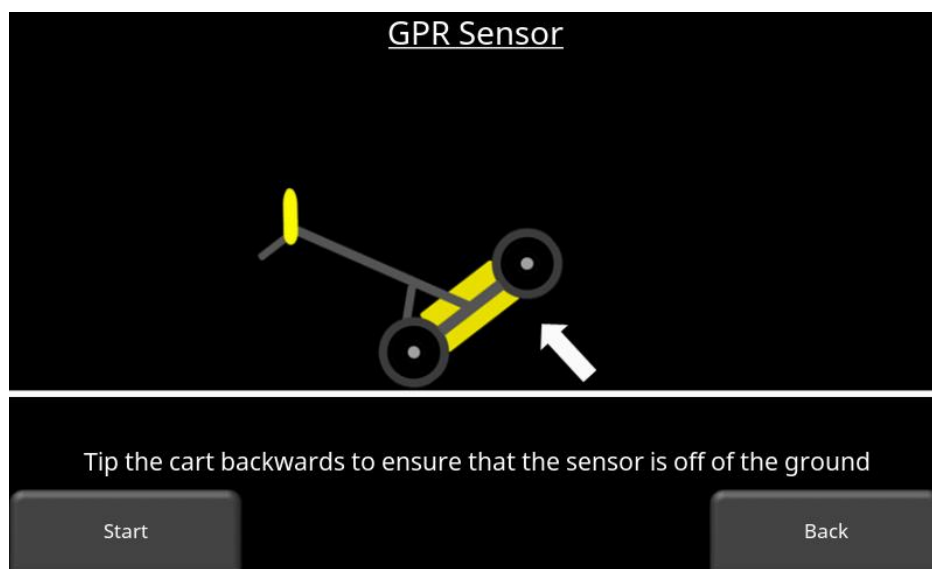 GPR Sensor
Tip the cart backwards to ensure that the sensor is off of the ground
Start
Back